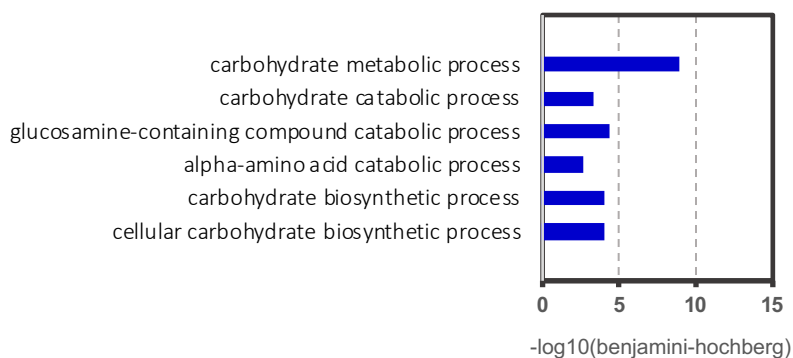 carbohydrate metabolic process
carbohydrate catabolic process
glucosamine-containing compound catabolic process
alpha-amino acid catabolic process
carbohydrate biosynthetic process
cellular carbohydrate biosynthetic process
0 5 10 15
-log10(benjamini-hochberg)